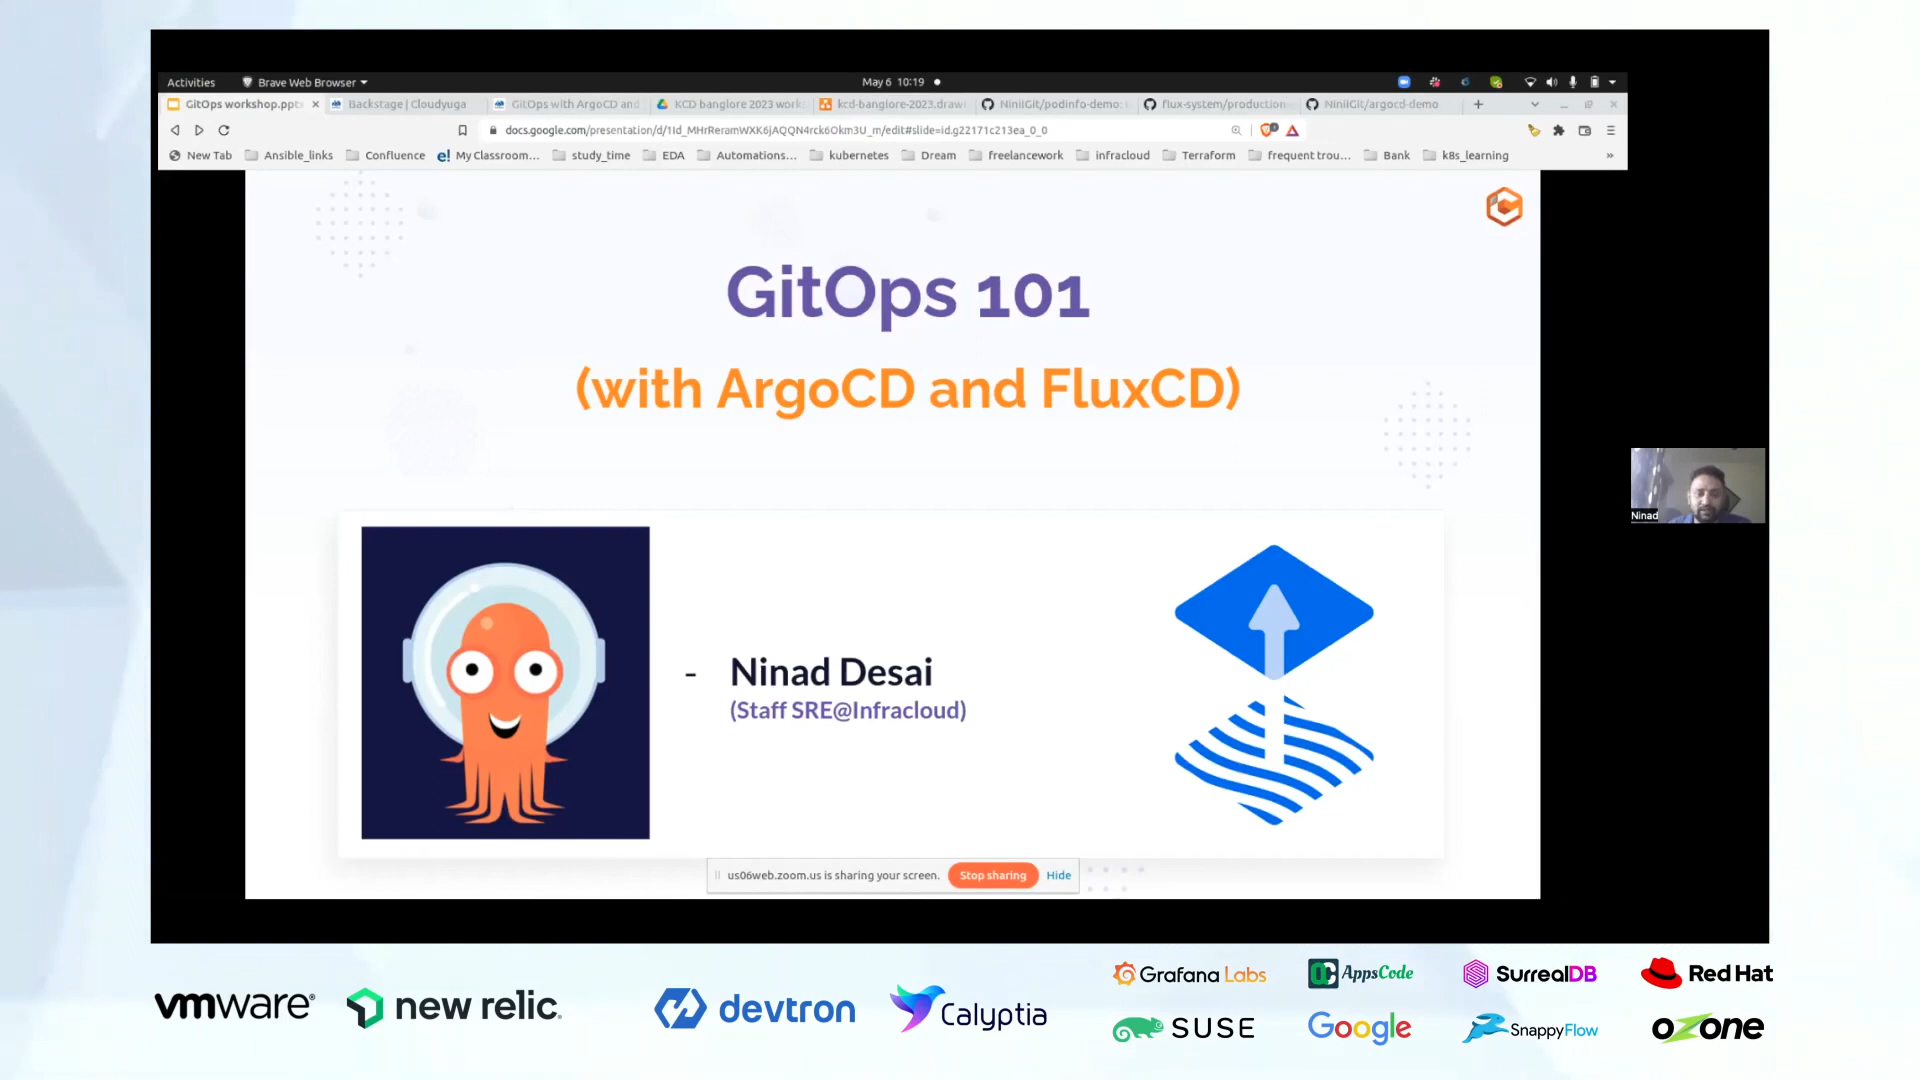 Activities
Brave Web Browser
May 6 10:19
GitOps workshop.ppt
Backstage | Cloudyuga
GitOps with ArgoCD and
KCD banglore 2023 work
kcd-banglore-2023.draw
NiniiGit/podinfo-demo:
flux-system/production
NiniiGit/argocd-demo
docs.google.com/presentation/d/1Id_MHrReramWXK6jAQQN4rck6Okm3U_m/edit#slide=id.g22171c213ea_0_0
New Tab
Ansible_links
Confluence
e! My Classroom...
study_time
EDA
Automations...
kubernetes
Dream
freelancework
infracloud
Terraform
frequent trou...
Bank
k8s_learning
»
GitOps 101
(with ArgoCD and FluxCD)
- Ninad Desai
(Staff SRE@Infracloud)
Ninad
us06web.zoom.us is sharing your screen.
Stop sharing
Hide
vmware®
new relic.
devtron
Calyptia
Grafana Labs
AppsCode
SurrealDB
Red Hat
SUSE
Google
SnappyFlow
ozone